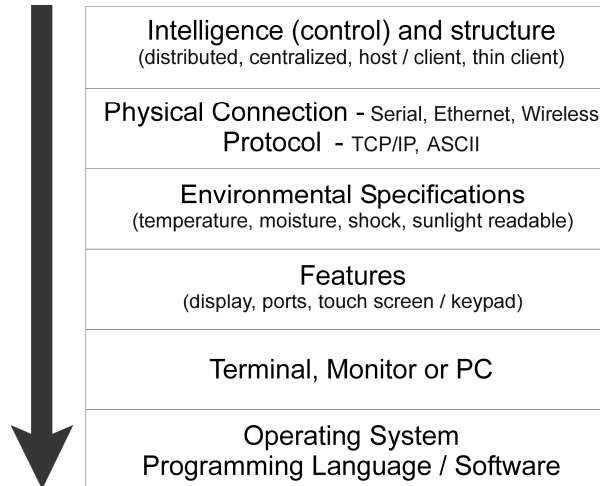 Intelligence (control) and structure
(distributed, centralized, host / client, thin client)
Physical Connection - Serial, Ethernet, Wireless
Protocol - TCP/IP, ASCII
Environmental Specifications
(temperature, moisture, shock, sunlight readable)
Features
(display, ports, touch screen / keypad)
Terminal, Monitor or PC
Operating System
Programming Language / Software